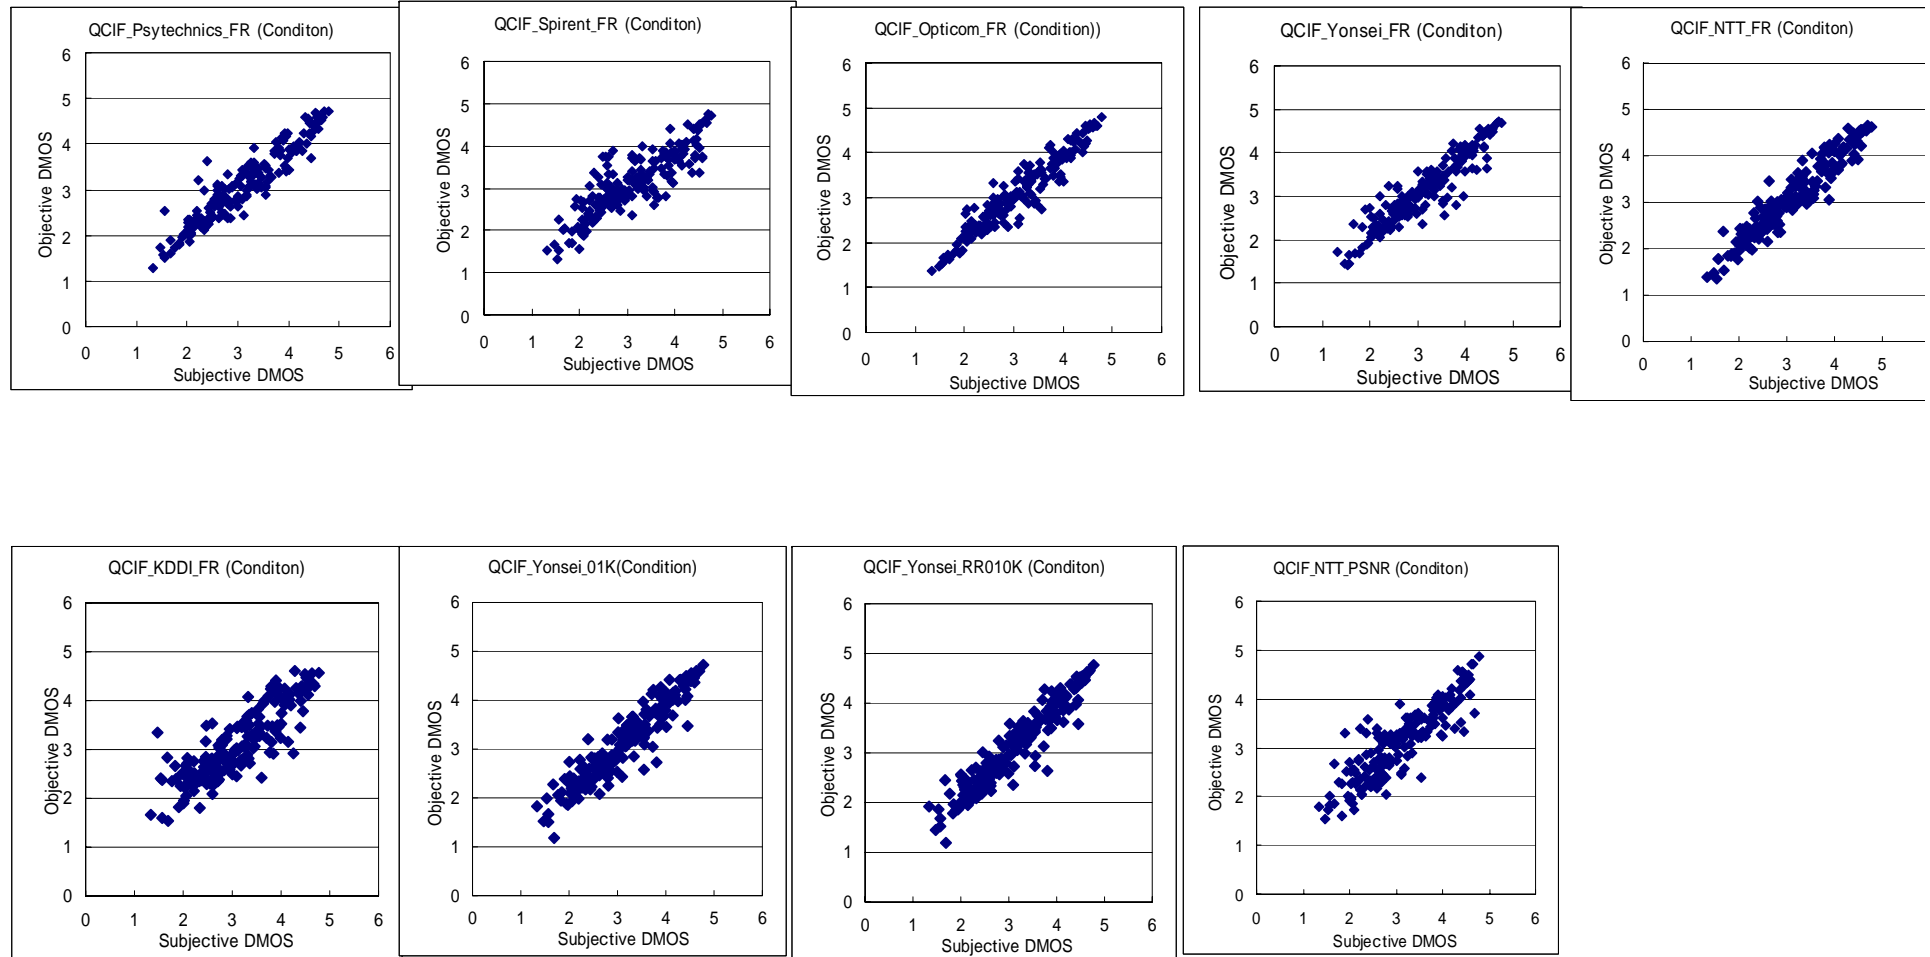 QCIF_Psytechnics_FR (Conditon)
6
5
4
3
2
1
0
Objective DMOS
0 1 2 3 4 5 6
Subjective DMOS
QCIF_Spirent_FR (Conditon)
6
5
4
3
2
1
0
Objective DMOS
0 1 2 3 4 5 6
Subjective DMOS
QCIF_Opticom_FR (Condition))
6
5
4
3
2
1
0
Objective DMOS
0 1 2 3 4 5 6
Subjective DMOS
QCIF_Yonsei_FR (Conditon)
6
5
4
3
2
1
0
Objective DMOS
0 1 2 3 4 5 6
Subjective DMOS
QCIF_NTT_FR (Conditon)
6
5
4
3
2
1
0
Objective DMOS
0 1 2 3 4 5
Subjective DMOS
QCIF_KDDI_FR (Conditon)
6
5
4
3
2
1
0
Objective DMOS
0 1 2 3 4 5 6
Subjective DMOS
QCIF_Yonsei_01K(Condition)
6
5
4
3
2
1
0
Objective DMOS
0 1 2 3 4 5 6
Subjective DMOS
QCIF_Yonsei_RR010K (Conditon)
6
5
4
3
2
1
0
Objective DMOS
0 1 2 3 4 5 6
Subjective DMOS
QCIF_NTT_PSNR (Conditon)
6
5
4
3
2
1
0
Objective DMOS
0 1 2 3 4 5 6
Subjective DMOS